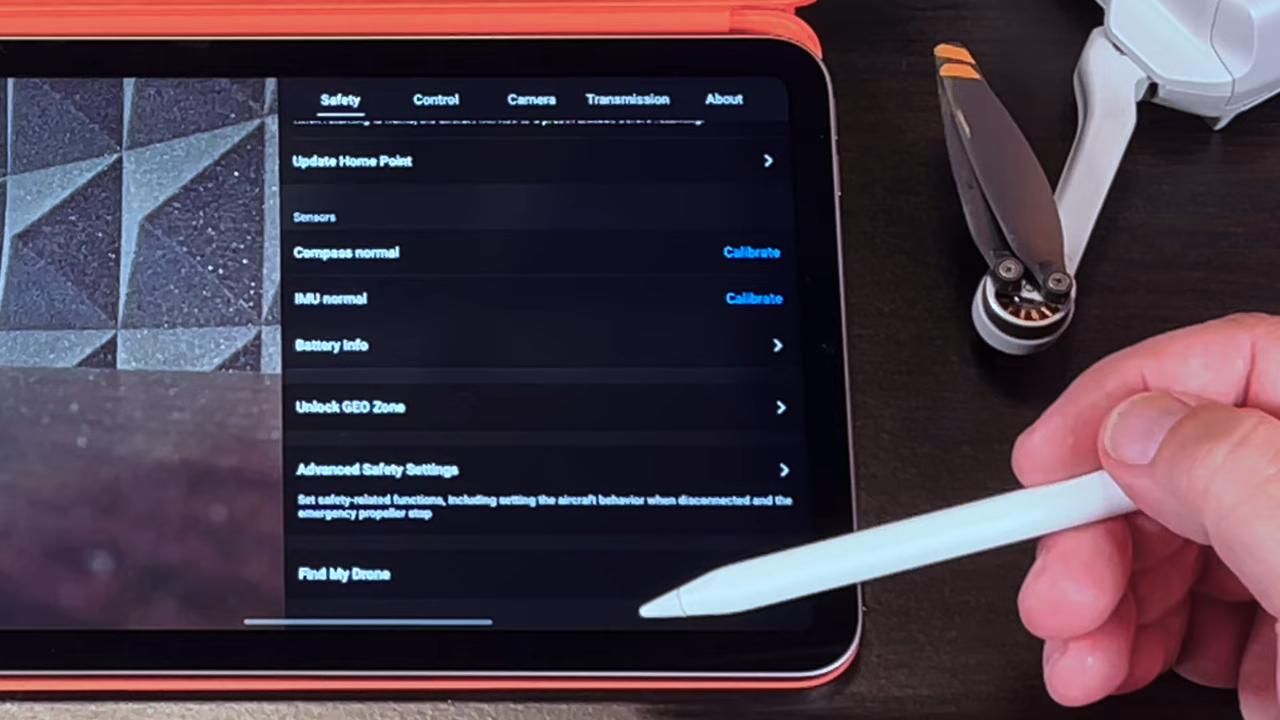 Safety Control Camera Transmission About
Update Home Point
Sensors
Compass normal Calibrate
IMU normal Calibrate
Battery Info
Unlock GEO Zone
Advanced Safety Settings
Set safety-related functions, including setting the aircraft behavior when disconnected and the
emergency propeller stop
Find My Drone